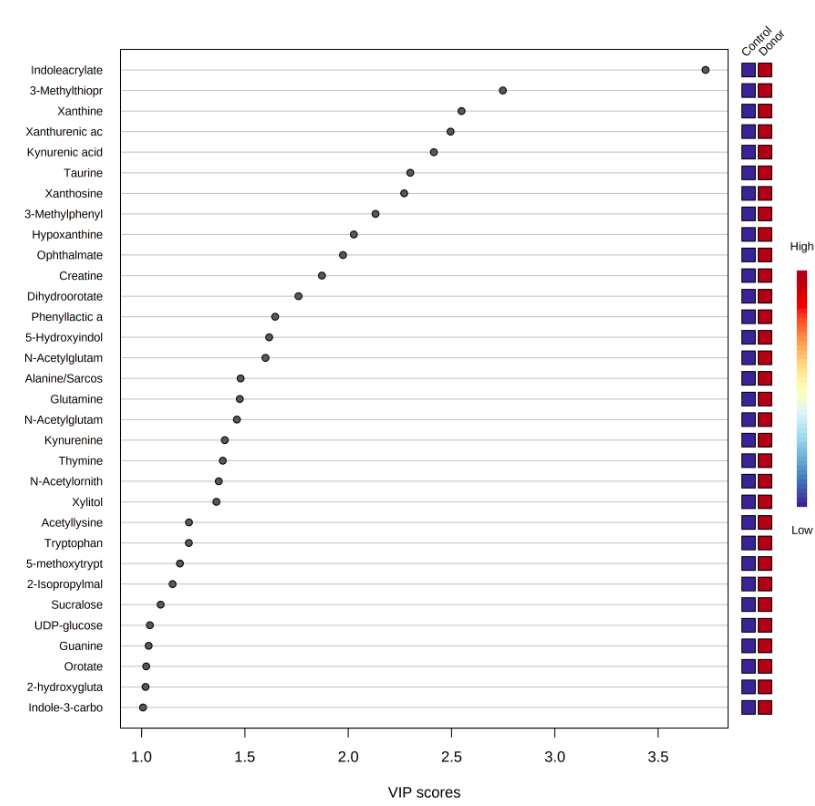 Control
Donor
Indoleacrylate
3-Methylthiopr
Xanthine
Xanthurenic ac
Kynurenic acid
Taurine
Xanthosine
3-Methylphenyl
Hypoxanthine
Ophthalmate
Creatine
Dihydroorotate
Phenyllactic a
5-Hydroxyindol
N-Acetylglutam
Alanine/Sarcos
Glutamine
N-Acetylglutam
Kynurenine
Thymine
N-Acetylornith
Xylitol
Acetyllysine
Tryptophan
5-methoxytrypt
2-Isopropylmal
Sucralose
UDP-glucose
Guanine
Orotate
2-hydroxygluta
Indole-3-carbo
High
Low
1.0 1.5 2.0 2.5 3.0 3.5
VIP scores